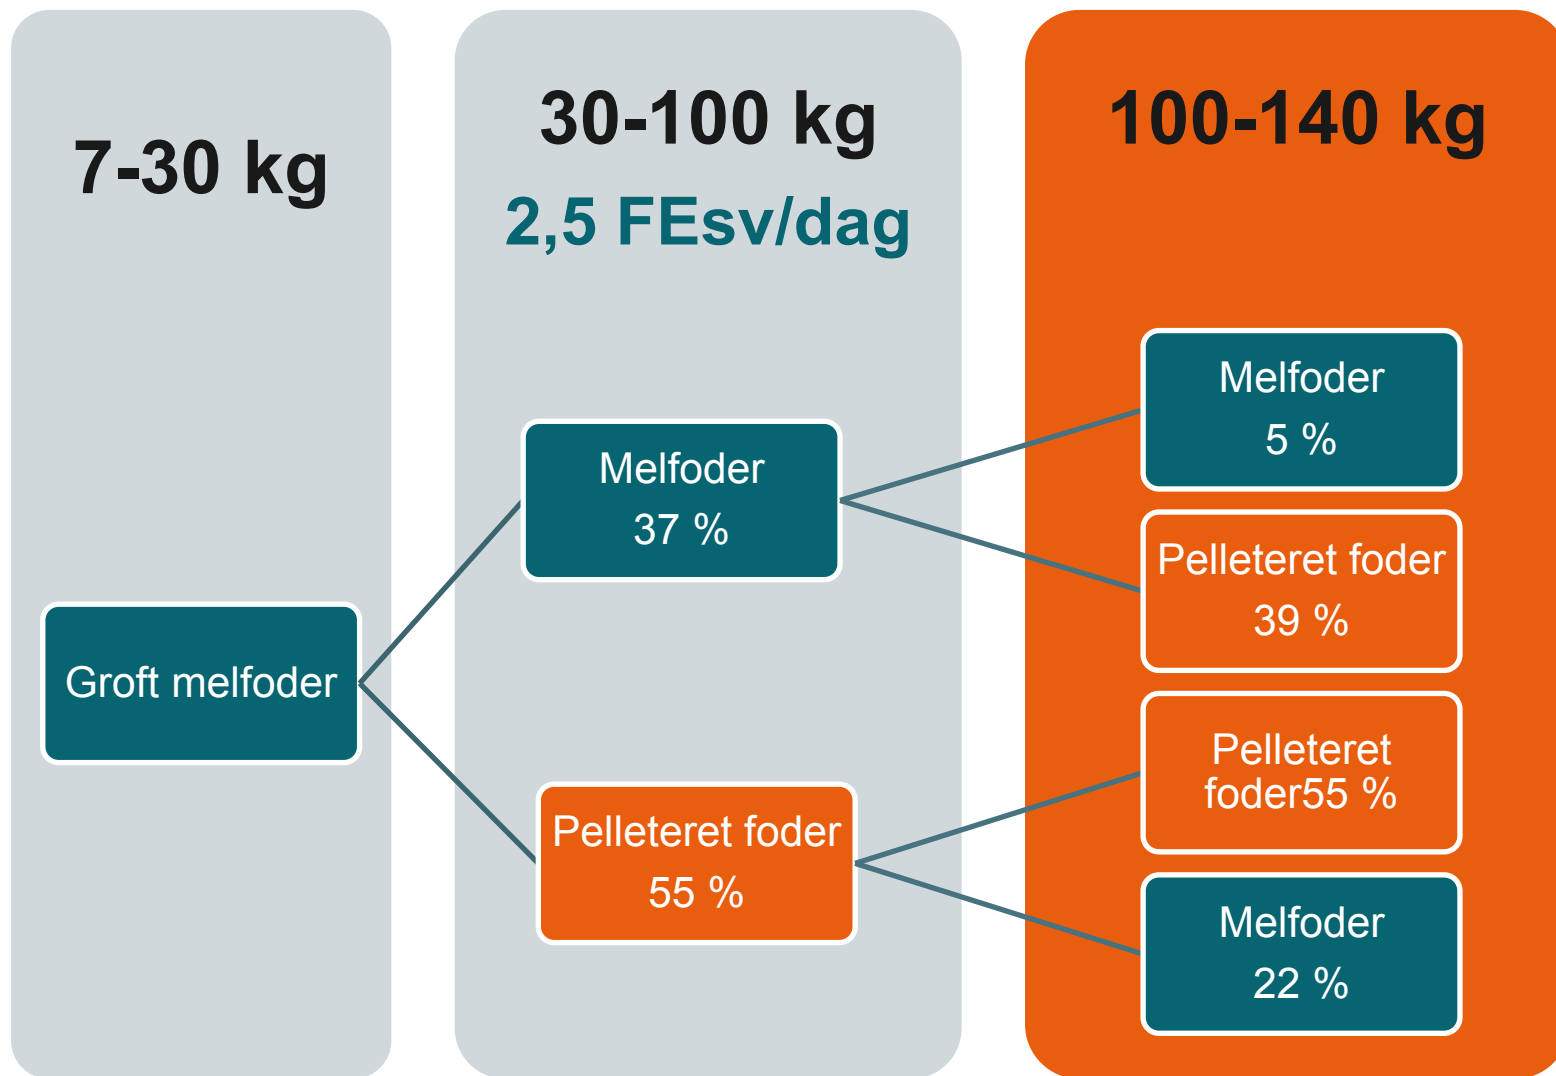 7-30 kg
30-100 kg
2,5 FEsv/dag
100-140 kg
Groft melfoder
Melfoder
37 %
Pelleteret foder
55 %
Melfoder
5 %
Pelleteret foder
39 %
Pelleteret
foder55 %
Melfoder
22 %